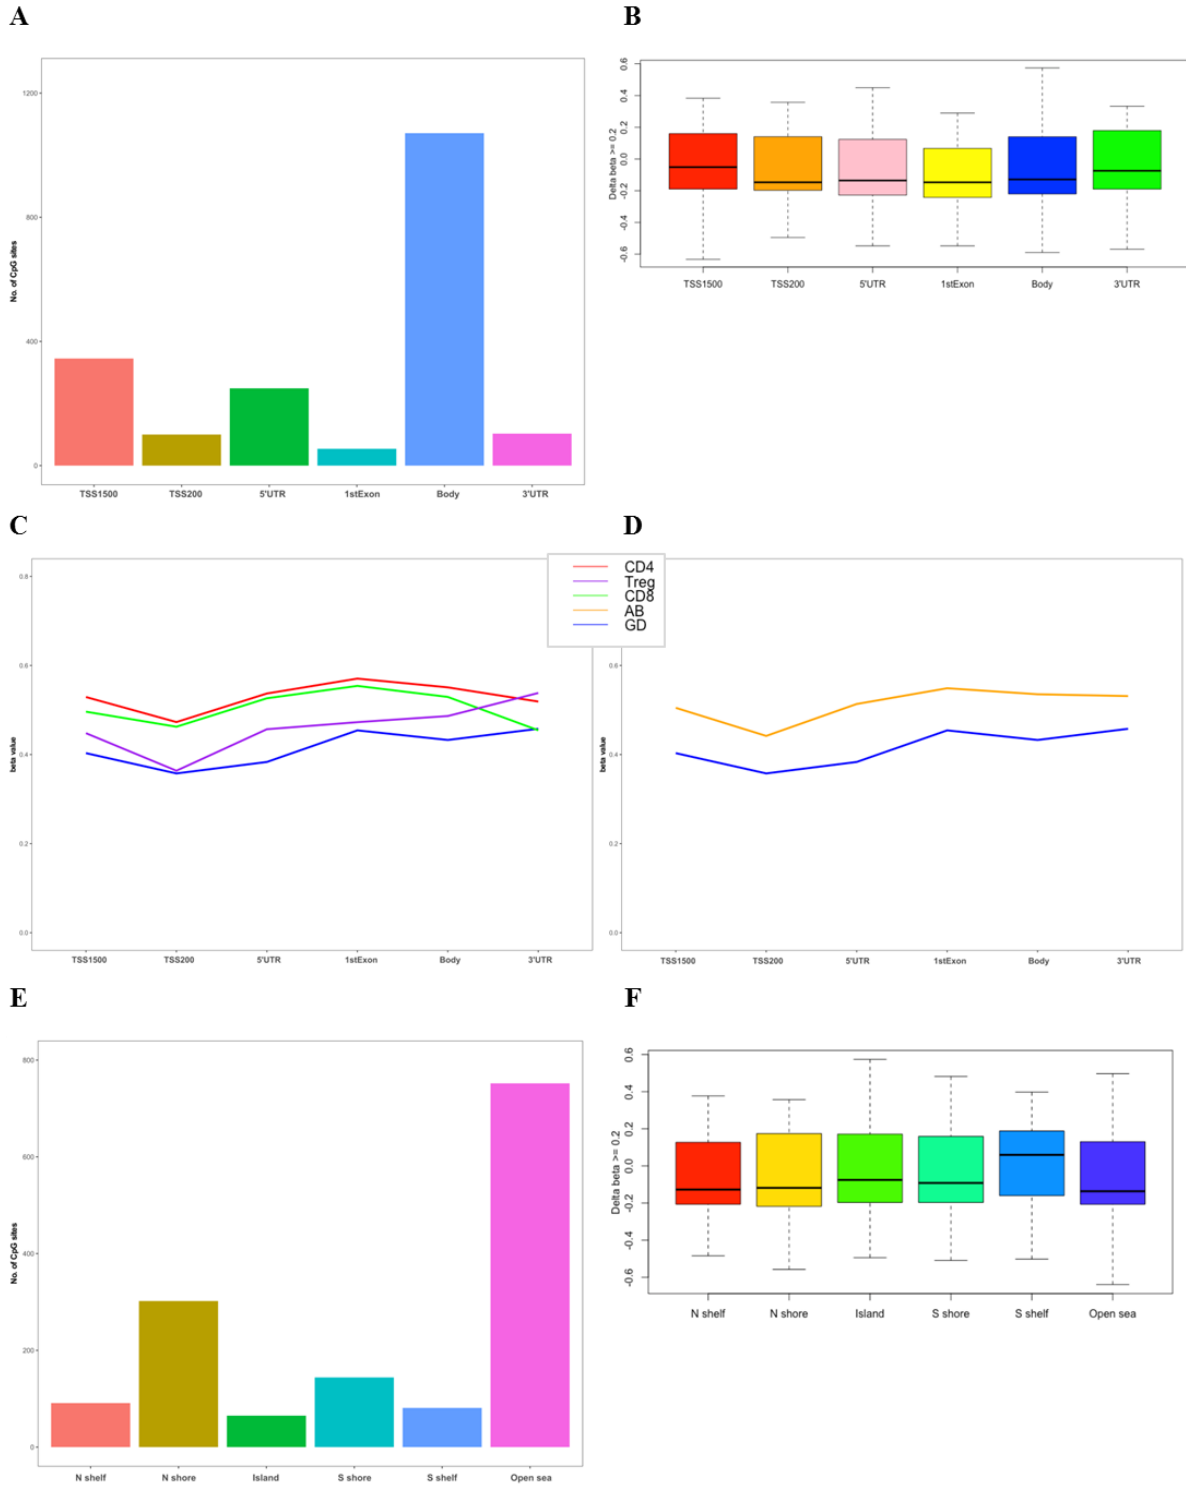 A
B
No. of CpG sites
1200
800
400
0
TSS1500 TSS200 5'UTR 1stExon Body 3'UTR
Delta beta >= 0.2
0.6
0.4
0.2
0.0
-0.2
-0.4
-0.6
TSS1500 TSS200 5'UTR 1stExon Body 3'UTR
C
D
CD4
Treg
CD8
AB
GD
beta value
0.8
0.6
0.4
0.2
0.0
TSS1500 TSS200 5'UTR 1stExon Body 3'UTR
beta value
0.6
0.4
0.2
0.0
TSS1500 TSS200 5'UTR 1stExon Body 3'UTR
E
F
No. of CpG sites
800
600
400
200
0
N shelf N shore Island S shore S shelf Open sea
Delta beta >= 0.2
0.6
0.4
0.2
0.0
-0.2
-0.4
-0.6
N shelf N shore Island S shore S shelf Open sea